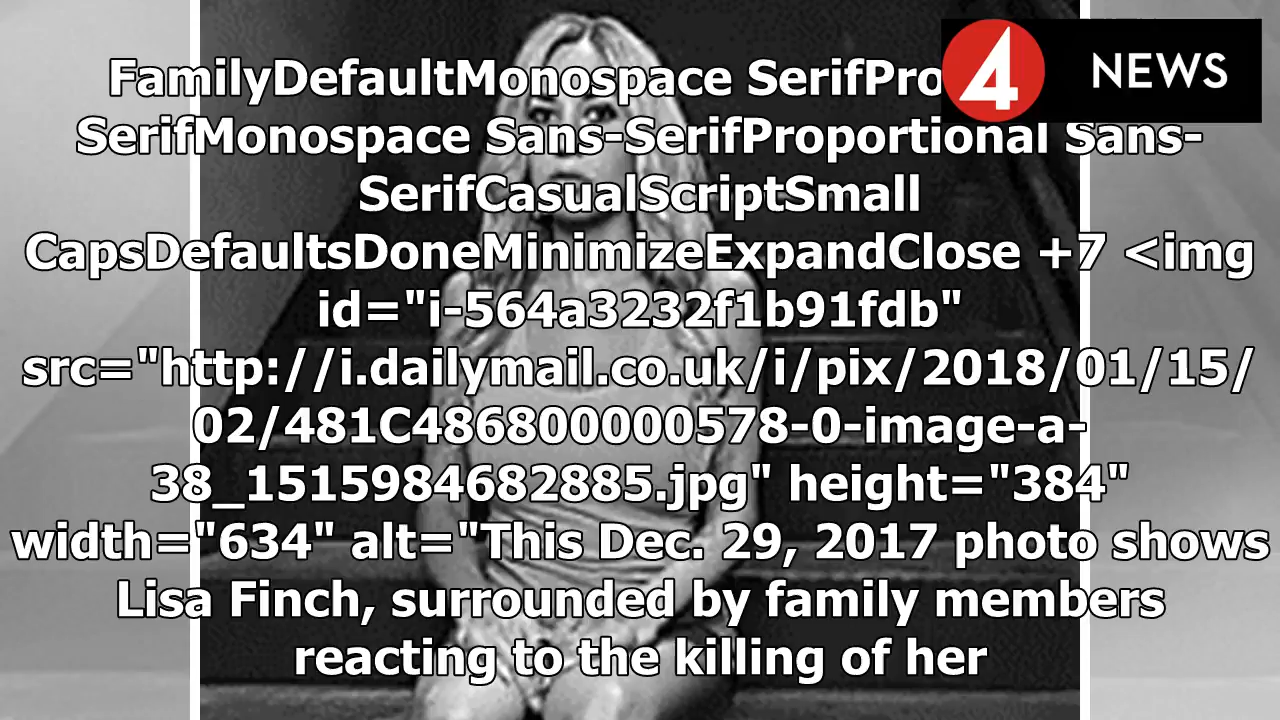 FamilyDefaultMonospace SerifPro
4 NEWS
SerifMonospace Sans-SerifProportional Sans-
SerifCasualScriptSmall
CapsDefaultsDoneMinimizeExpandClose +7 <img
id="i-564a3232f1b91fdb"
src="http://i.dailymail.co.uk/i/pix/2018/01/15/
02/481C486800000578-0-image-a-
38_1515984682885.jpg" height="384"
width="634" alt="This Dec. 29, 2017 photo shows
Lisa Finch, surrounded by family members
reacting to the killing of her